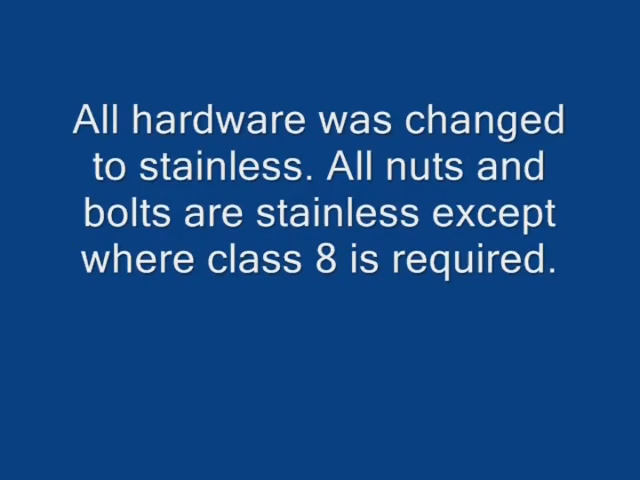 All hardware was changed
to stainless. All nuts and
bolts are stainless except
where class 8 is required.